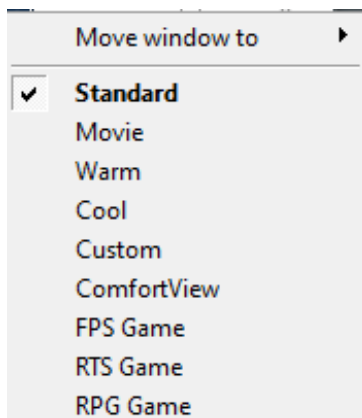 Move window to
Standard
Movie
Warm
Cool
Custom
ComfortView
FPS Game
RTS Game
RPG Game